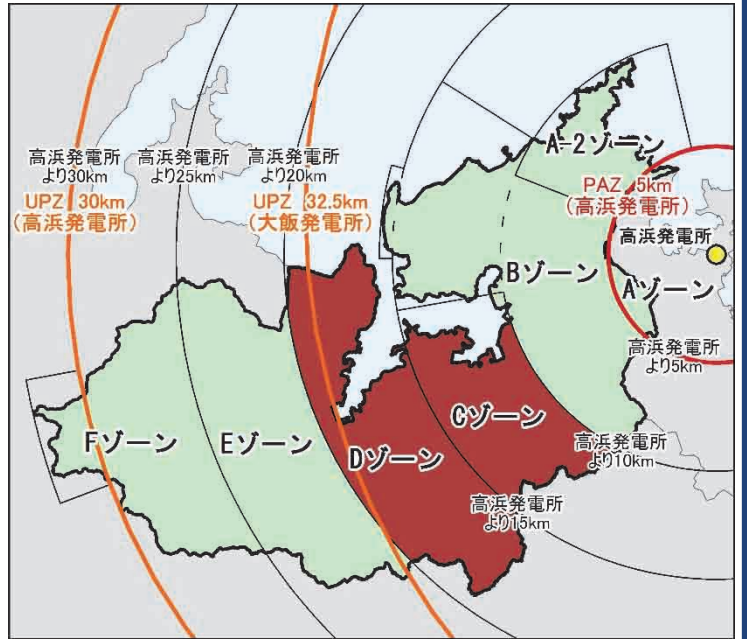 A-2ゾーン
高浜発電所
より30km
高浜発電所
より25km
高浜発電所
より20km
UPZ 30km
(高浜発電所)
UPZ 32.5km
(大飯発電所)
PAZ 5km
(高浜発電所)
高浜発電所
Bゾーン
Aゾーン
高浜発電所
より5km
Cゾーン
Fゾーン
Eゾーン
Dゾーン
高浜発電所
より10km
高浜発電所
より15km